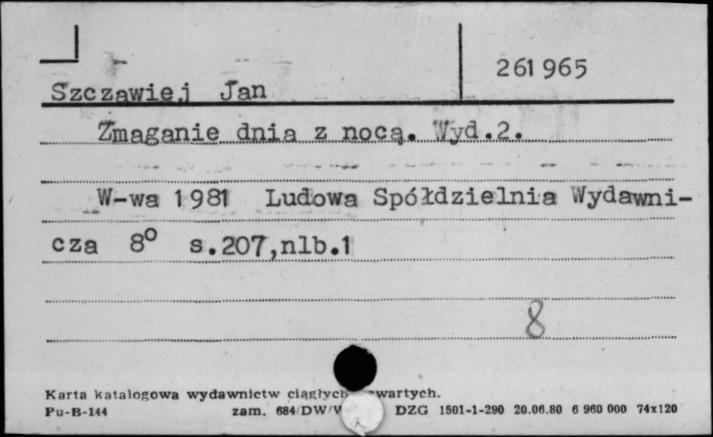 261965
Szczawiej Jan
Zmaganie dnia z nocą. Wyd.2.
W-wa 1981 Ludowa Spółdzielnia Wydawni-
cza 8° s.207,nlb.1
8
Karta katalogowa wydawnictw ciągłych wartych.
Pu-B-144 zam. 684/DW/W DZG 1501-1-290 20.06.80 6 960 000 74x120